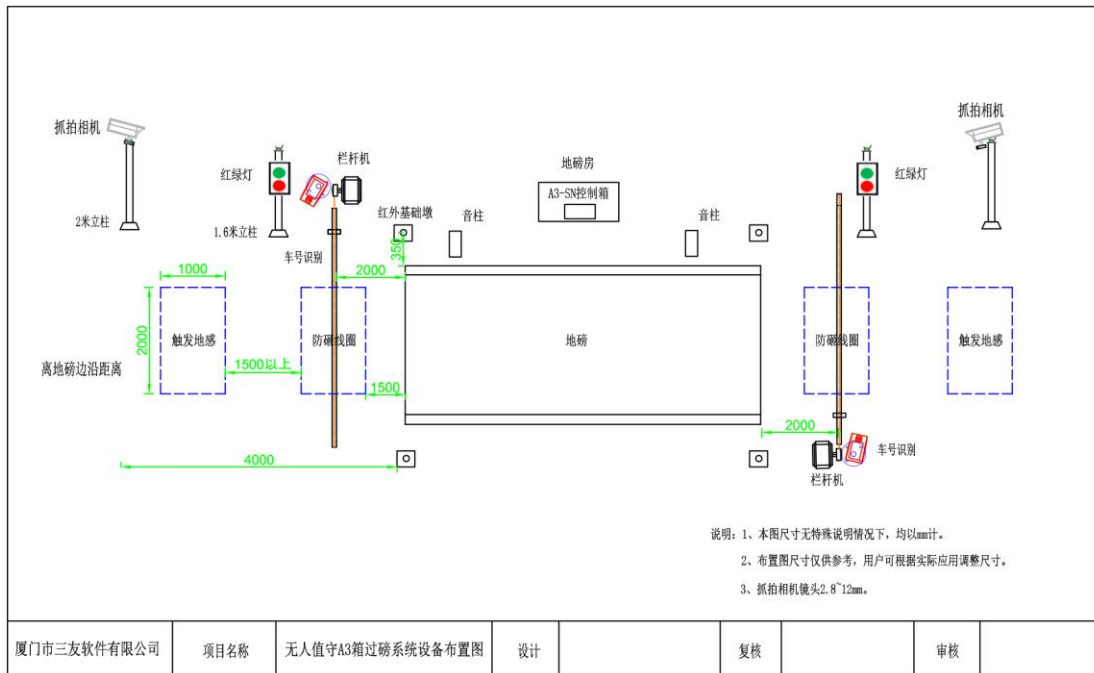 抓拍相机
抓拍相机
栏杆机
地磅房
红绿灯
A3-SN控制箱
红绿灯
2米立柱
1.6米立柱
红外基础墩
音柱
音柱
350
车号识别
1000
2000
2000
触发地感
防砸线圈
地磅
防砸线圈
触发地感
离地磅边沿距离
1500以上
1500
2000
4000
车号识别
栏杆机
说明：1、本图尺寸无特殊说明情况下，均以mm计。
2、布置图尺寸仅供参考，用户可根据实际应用调整尺寸。
3、抓拍相机镜头2.8~12mm。
厦门市三友软件有限公司
项目名称
无人值守A3箱过磅系统设备布置图
设计
复核
审核